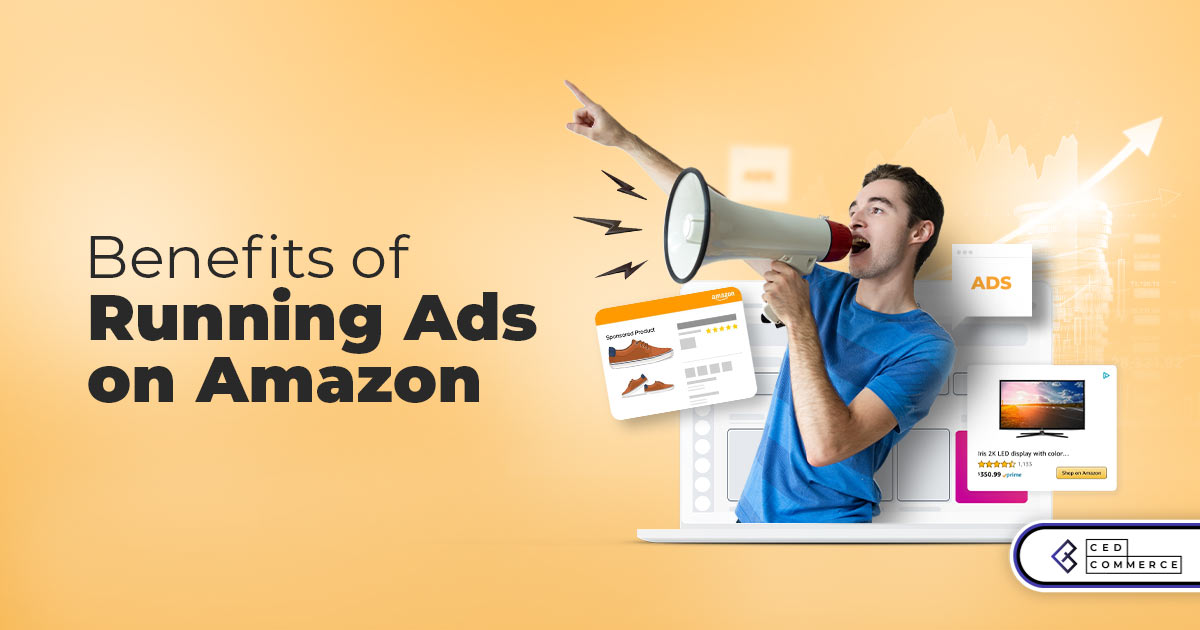 Benefits of
Running Ads
on Amazon
amazon
Sponsored Product
ADS
Iris 2K LED display with color...
1,133
$350.99 prime
Shop on Amazon
CED
COMMERCE